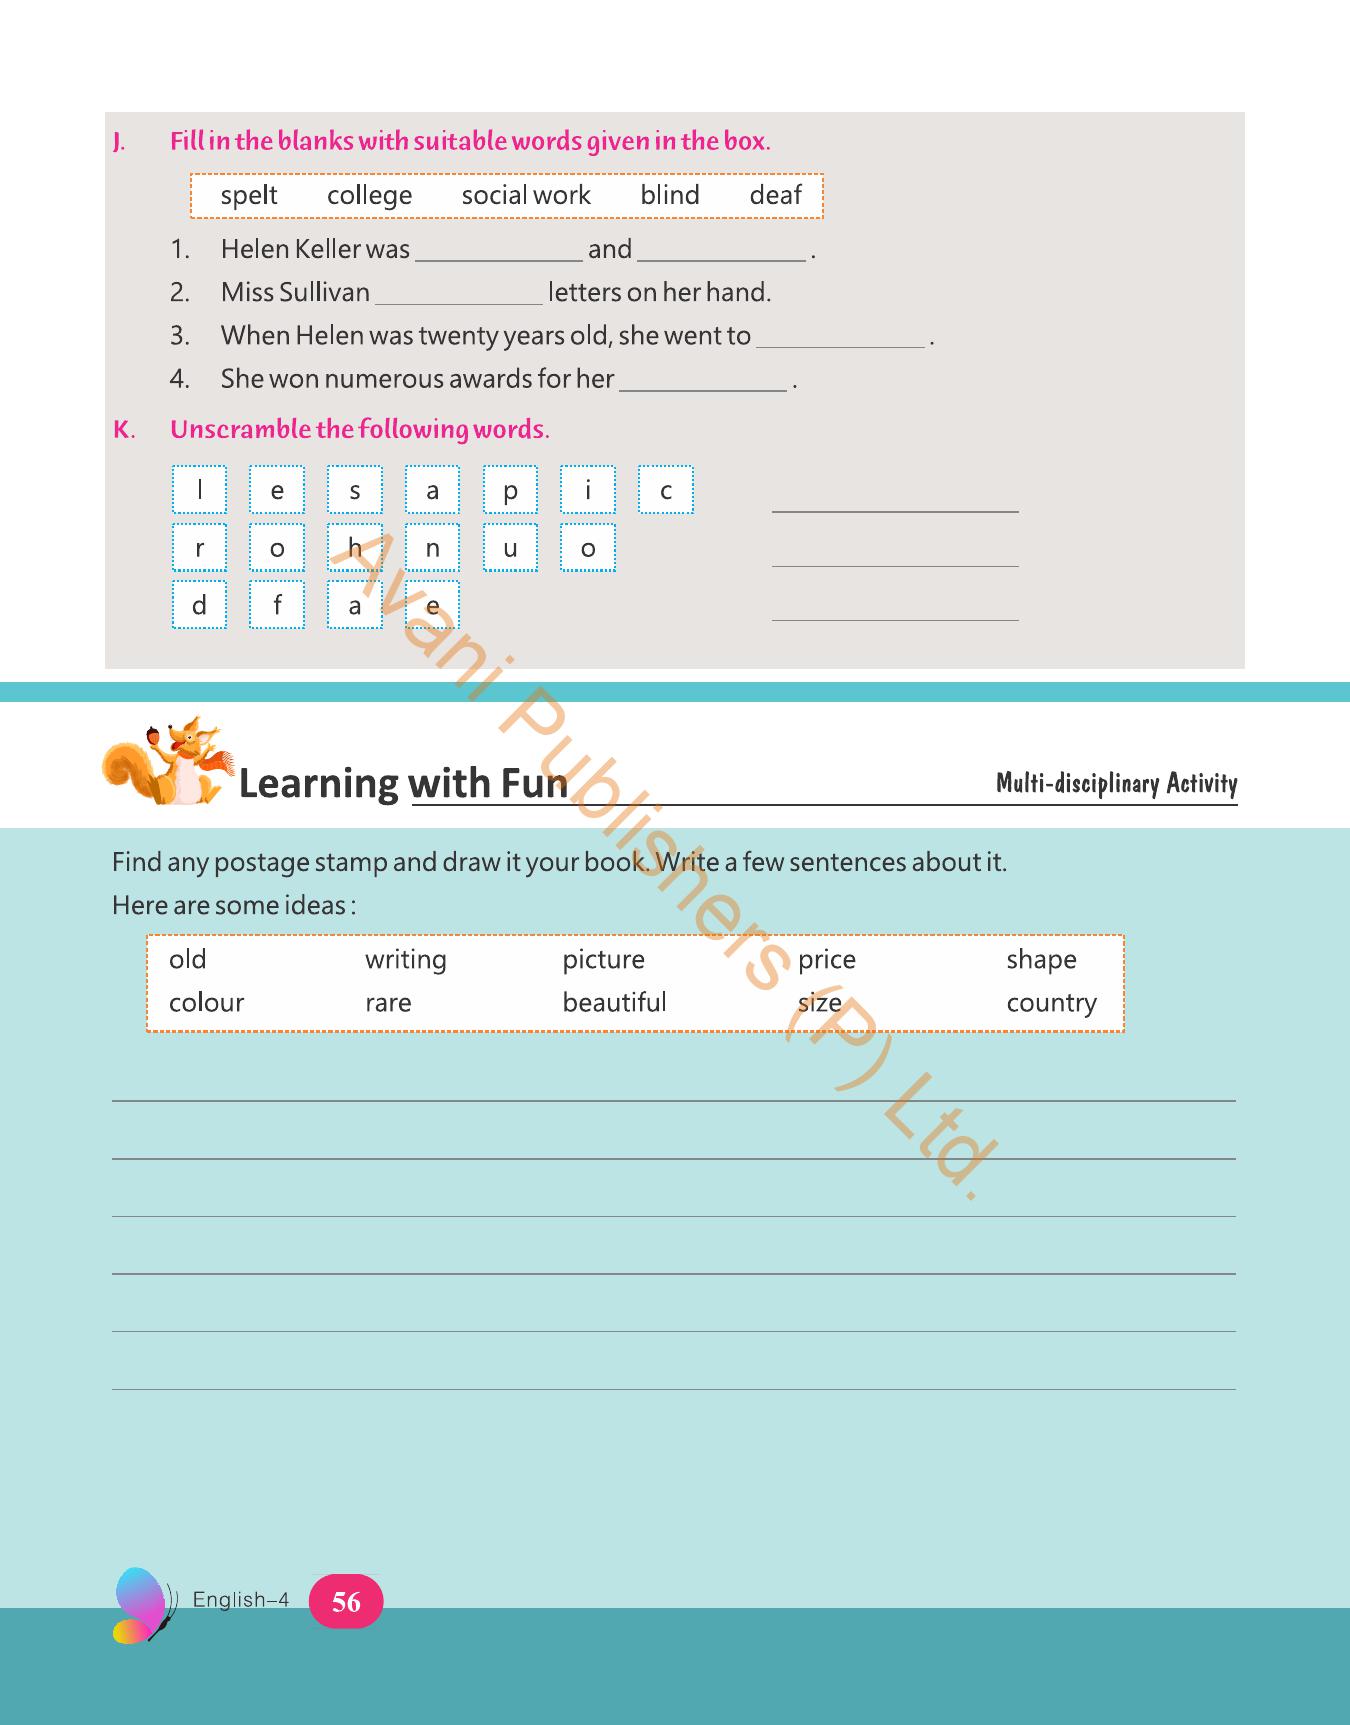 J. Fill in the blanks with suitable words given in the box.
spelt college social work blind deaf
1. Helen Keller was ____________ and ____________ .
2. Miss Sullivan ____________ letters on her hand.
3. When Helen was twenty years old, she went to ____________ .
4. She won numerous awards for her ____________ .
K. Unscramble the following words.
l e s a p i c
r o h n u o
d f a e
Avani Publishers (P) Ltd.
Learning with Fun
Multi-disciplinary Activity
Find any postage stamp and draw it your book. Write a few sentences about it.
Here are some ideas :
old writing picture price shape
colour rare beautiful size country
English–4 56